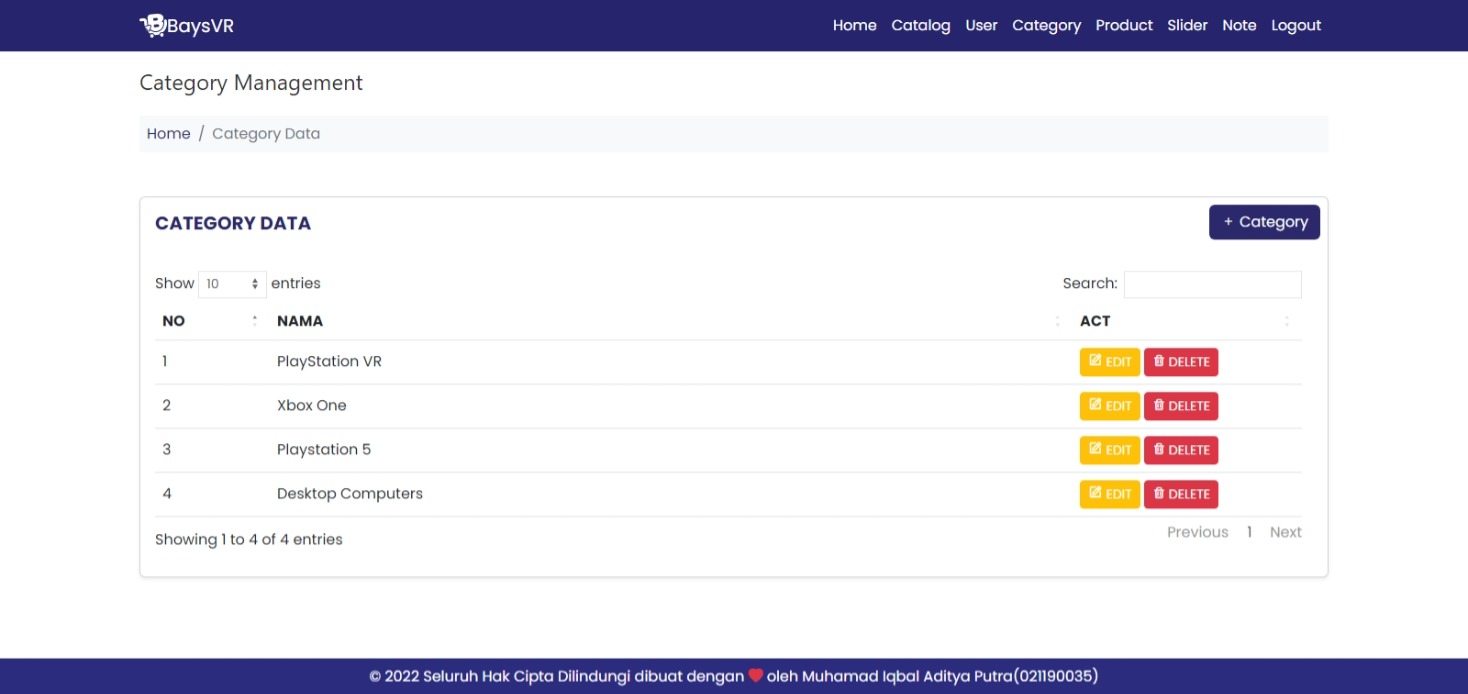 BaysVR Home Catalog User Category Product Slider Note Logout
Category Management
Home / Category Data
CATEGORY DATA + Category
Show 10 entries Search:
NO NAMA ACT
1 PlayStation VR EDIT DELETE
2 Xbox One EDIT DELETE
3 Playstation 5 EDIT DELETE
4 Desktop Computers EDIT DELETE
Showing 1 to 4 of 4 entries Previous 1 Next
© 2022 Seluruh Hak Cipta Dilindungi dibuat dengan ❤ oleh Muhamad Iqbal Aditya Putra(021190035)